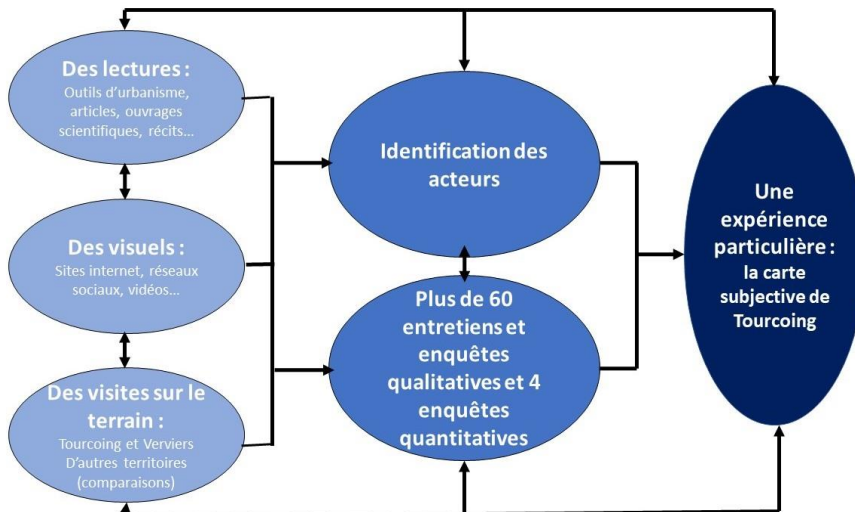 Des lectures :
Outils d'urbanisme,
articles, ouvrages
scientifiques, récits...
Des visuels :
Sites internet, réseaux
sociaux, vidéos...
Des visites sur le
terrain :
Tourcoing et Verviers
D'autres territoires
(comparaisons)
Identification des
acteurs
Plus de 60
entretiens et
enquêtes
qualitatives et 4
enquêtes
quantitatives
Une
expérience
particulière :
la carte
subjective de
Tourcoing